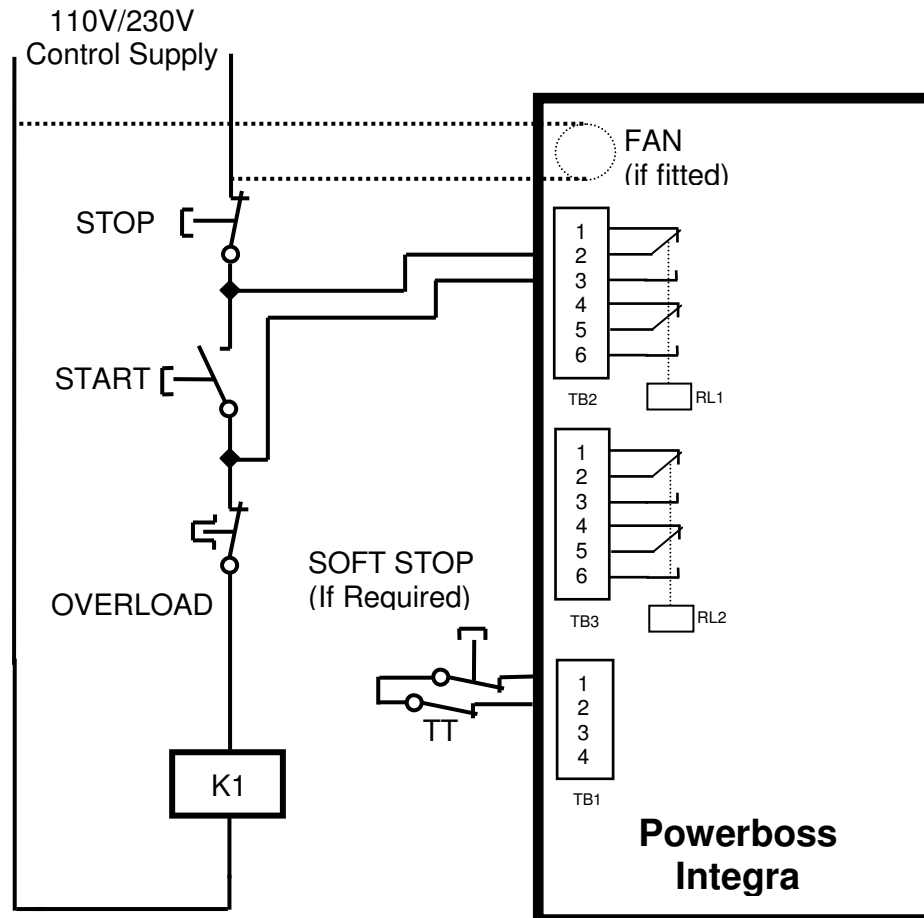 110V/230V
Control Supply
FAN
(if fitted)
STOP
1
2
3
4
5
6
TB2
RL1
START
1
2
3
4
5
6
TB3
RL2
OVERLOAD
SOFT STOP
(If Required)
TT
1
2
3
4
TB1
K1
Powerboss
Integra